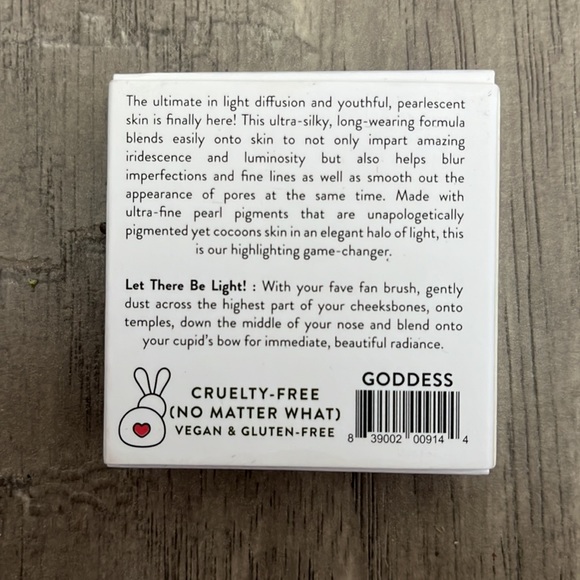 The ultimate in light diffusion and youthful, pearlescent
skin is finally here! This ultra-silky, long-wearing formula
blends easily onto skin to not only impart amazing
iridescence and luminosity but also helps blur
imperfections and fine lines as well as smooth out the
appearance of pores at the same time. Made with
ultra-fine pearl pigments that are unapologetically
pigmented yet cocoons skin in an elegant halo of light, this
is our highlighting game-changer.
Let There Be Light! : With your fave fan brush, gently
dust across the highest part of your cheeksbones, onto
temples, down the middle of your nose and blend onto
your cupid's bow for immediate, beautiful radiance.
CRUELTY-FREE
(NO MATTER WHAT)
VEGAN & GLUTEN-FREE
GODDESS
8 39002 00914 4